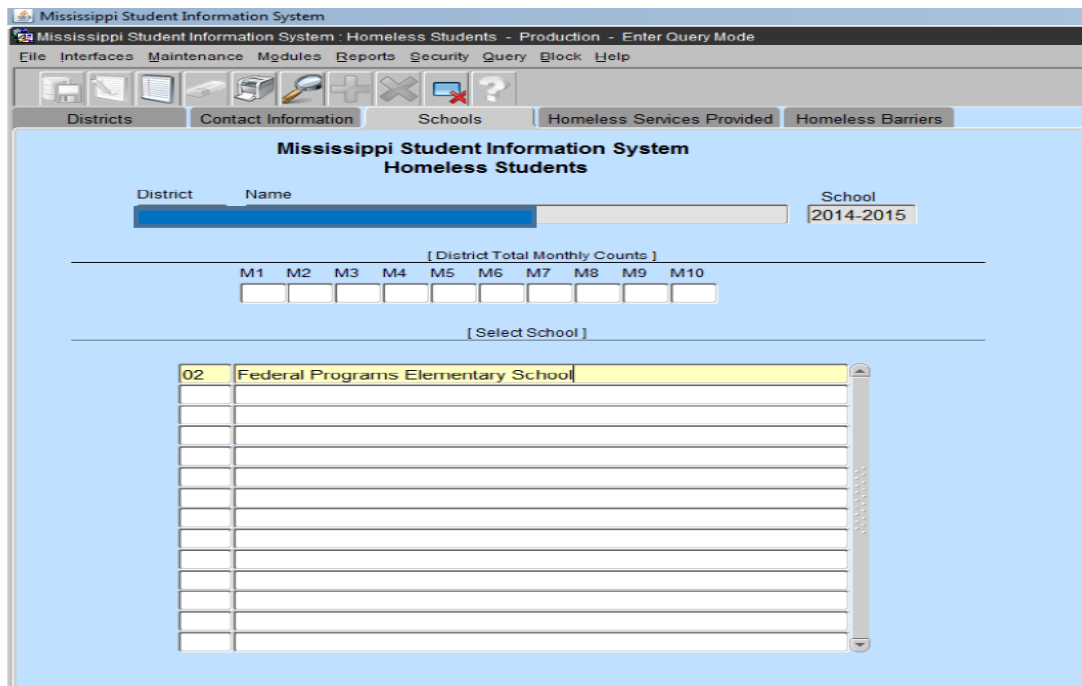 Mississippi Student Information System
Mississippi Student Information System : Homeless Students - Production - Enter Query Mode
File Interfaces Maintenance Modules Reports Security Query Block Help
Districts Contact Information Schools Homeless Services Provided Homeless Barriers
Mississippi Student Information System
Homeless Students
District Name School
2014-2015
[ District Total Monthly Counts ]
M1 M2 M3 M4 M5 M6 M7 M8 M9 M10
[ Select School ]
02 Federal Programs Elementary School